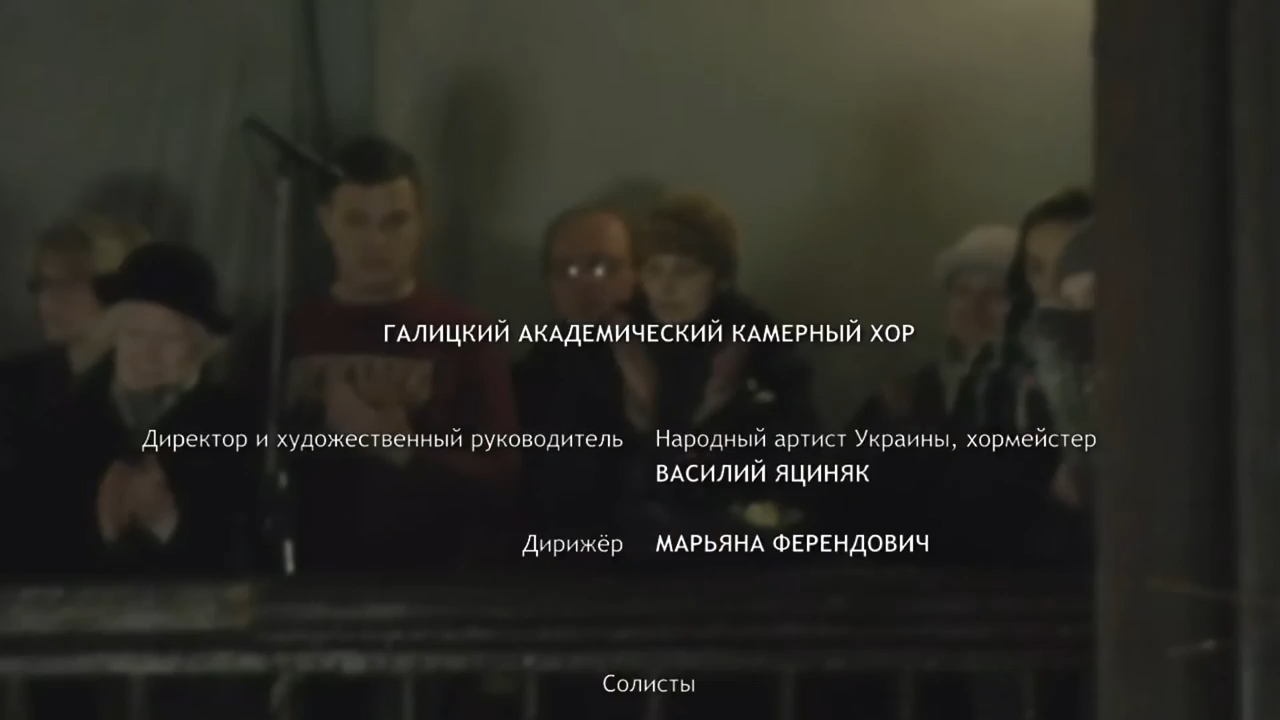 ГАЛИЦКИЙ АКАДЕМИЧЕСКИЙ КАМЕРНЫЙ ХОР
Директор и художественный руководитель Народный артист Украины, хормейстер
ВАСИЛИЙ ЯЦИНЯК
Дирижёр МАРЬЯНА ФЕРЕНДОВИЧ
Солисты